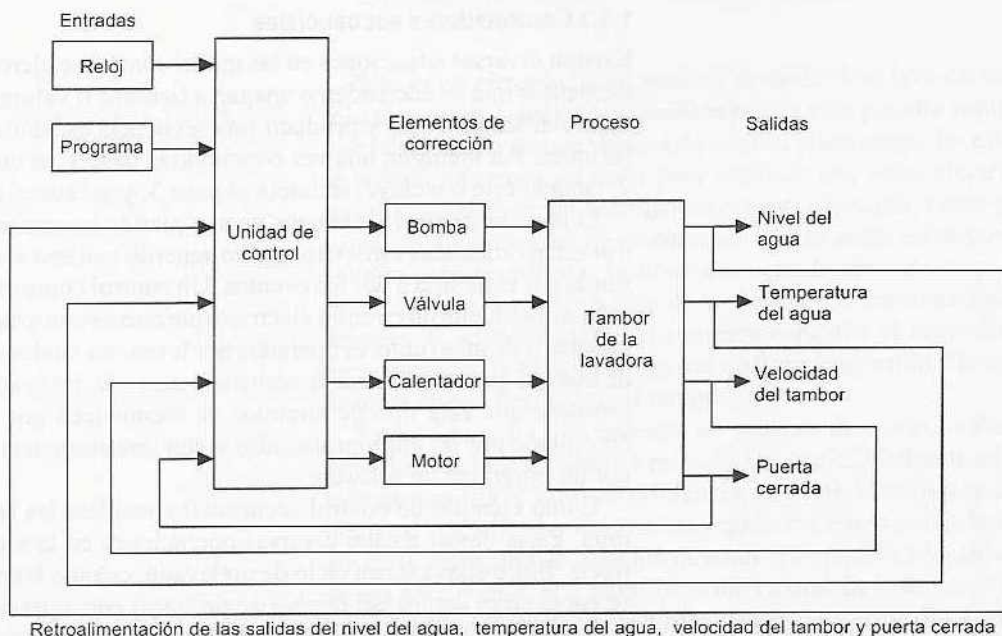 Entradas
Reloj
Programa
Unidad de
control
Elementos de
corrección
Bomba
Válvula
Calentador
Motor
Proceso
Tambor
de la
lavadora
Salidas
Nivel del
agua
Temperatura
del agua
Velocidad
del tambor
Puerta
cerrada
Retroalimentación de las salidas del nivel del agua, temperatura del agua, velocidad del tambor y puerta cerrada